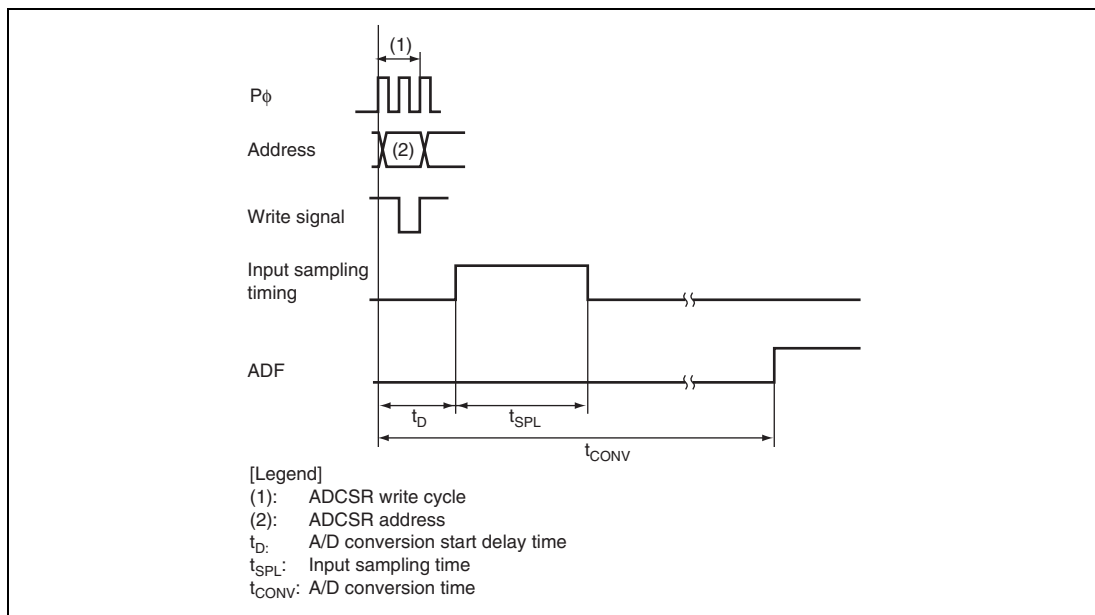 (1)
Pφ
Address
(2)
Write signal
Input sampling
timing
ADF
tD
tSPL
tCONV
[Legend]
(1): ADCSR write cycle
(2): ADCSR address
tD: A/D conversion start delay time
tSPL: Input sampling time
tCONV: A/D conversion time